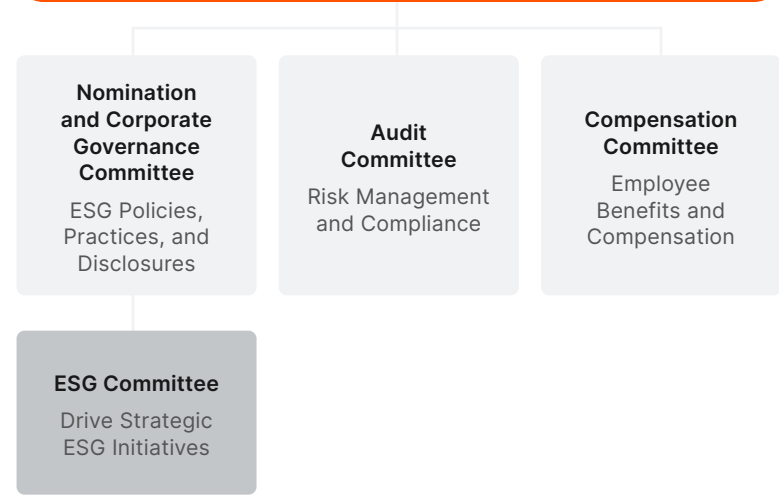 Nomination
and Corporate
Governance
Committee
ESG Policies,
Practices, and
Disclosures
Audit
Committee
Risk Management
and Compliance
Compensation
Committee
Employee
Benefits and
Compensation
ESG Committee
Drive Strategic
ESG Initiatives